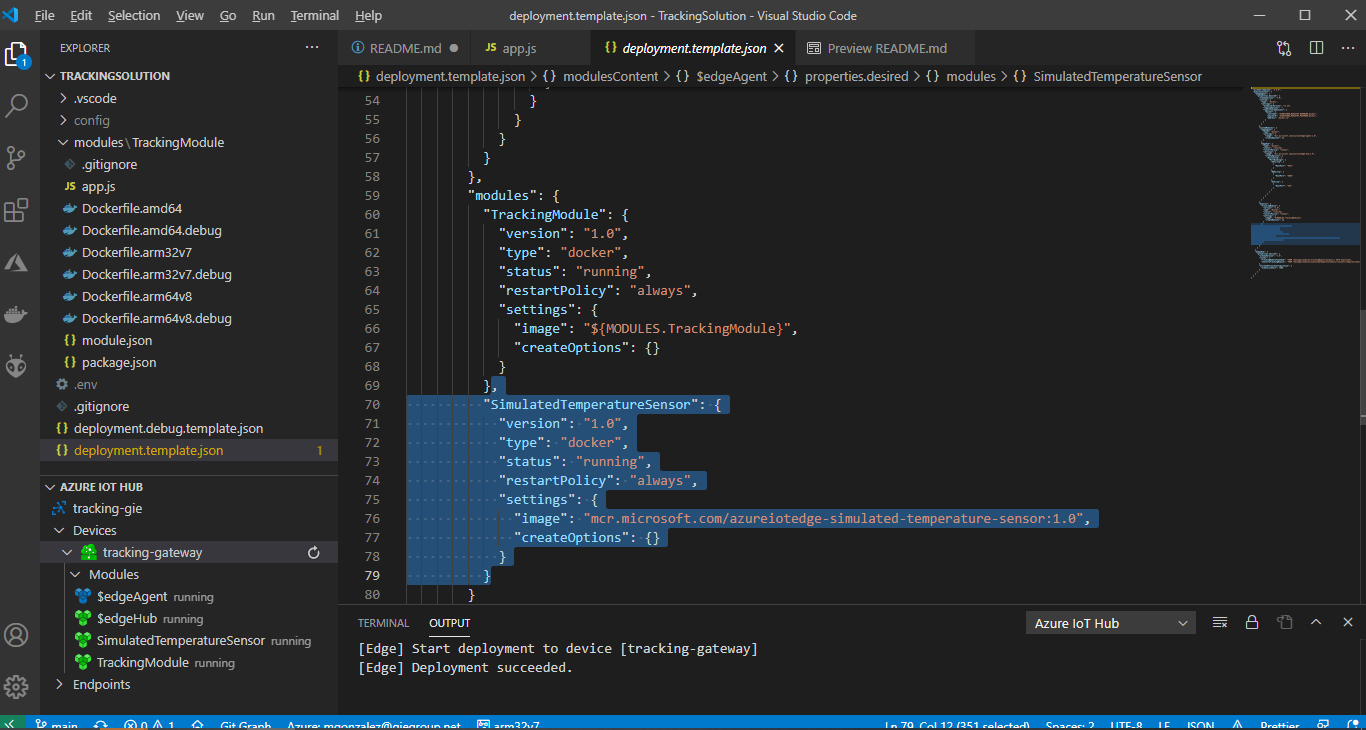 File Edit Selection View Go Run Terminal Help deployment.template.json - TrackingSolution - Visual Studio Code
EXPLORER ···
README.md JS app.js {} deployment.template.json Preview README.md ···
{} deployment.template.json > {} modulesContent > {} $edgeAgent > {} properties.desired > {} modules > {} SimulatedTemperatureSensor
1
TRACKINGSOLUTION
.vscode
config
modules \ TrackingModule
.gitignore
JS app.js
Dockerfile.amd64
Dockerfile.amd64.debug
Dockerfile.arm32v7
Dockerfile.arm32v7.debug
Dockerfile.arm64v8
Dockerfile.arm64v8.debug
{} module.json
{} package.json
.env
.gitignore
{} deployment.debug.template.json
{} deployment.template.json 1
AZURE IOT HUB
tracking-gie
Devices
tracking-gateway
Modules
$edgeAgent running
$edgeHub running
SimulatedTemperatureSensor running
TrackingModule running
Endpoints
54 }
55 }
56 }
57 }
58 },
59 "modules": {
60 "TrackingModule": {
61 "version": "1.0",
62 "type": "docker",
63 "status": "running",
64 "restartPolicy": "always",
65 "settings": {
66 "image": "${MODULES.TrackingModule}",
67 "createOptions": {}
68 }
69 },
70 "SimulatedTemperatureSensor": {
71 "version": "1.0",
72 "type": "docker",
73 "status": "running",
74 "restartPolicy": "always",
75 "settings": {
76 "image": "mcr.microsoft.com/azureiotedge-simulated-temperature-sensor:1.0",
77 "createOptions": {}
78 }
79 }
80 }
TERMINAL OUTPUT Azure IoT Hub
[Edge] Start deployment to device [tracking-gateway]
[Edge] Deployment succeeded.
main 0 1 Git Graph Azure: mgonzalez@giegroup.net arm32v7 Ln 79, Col 12 (351 selected) Spaces: 2 UTF-8 LF JSON Prettier